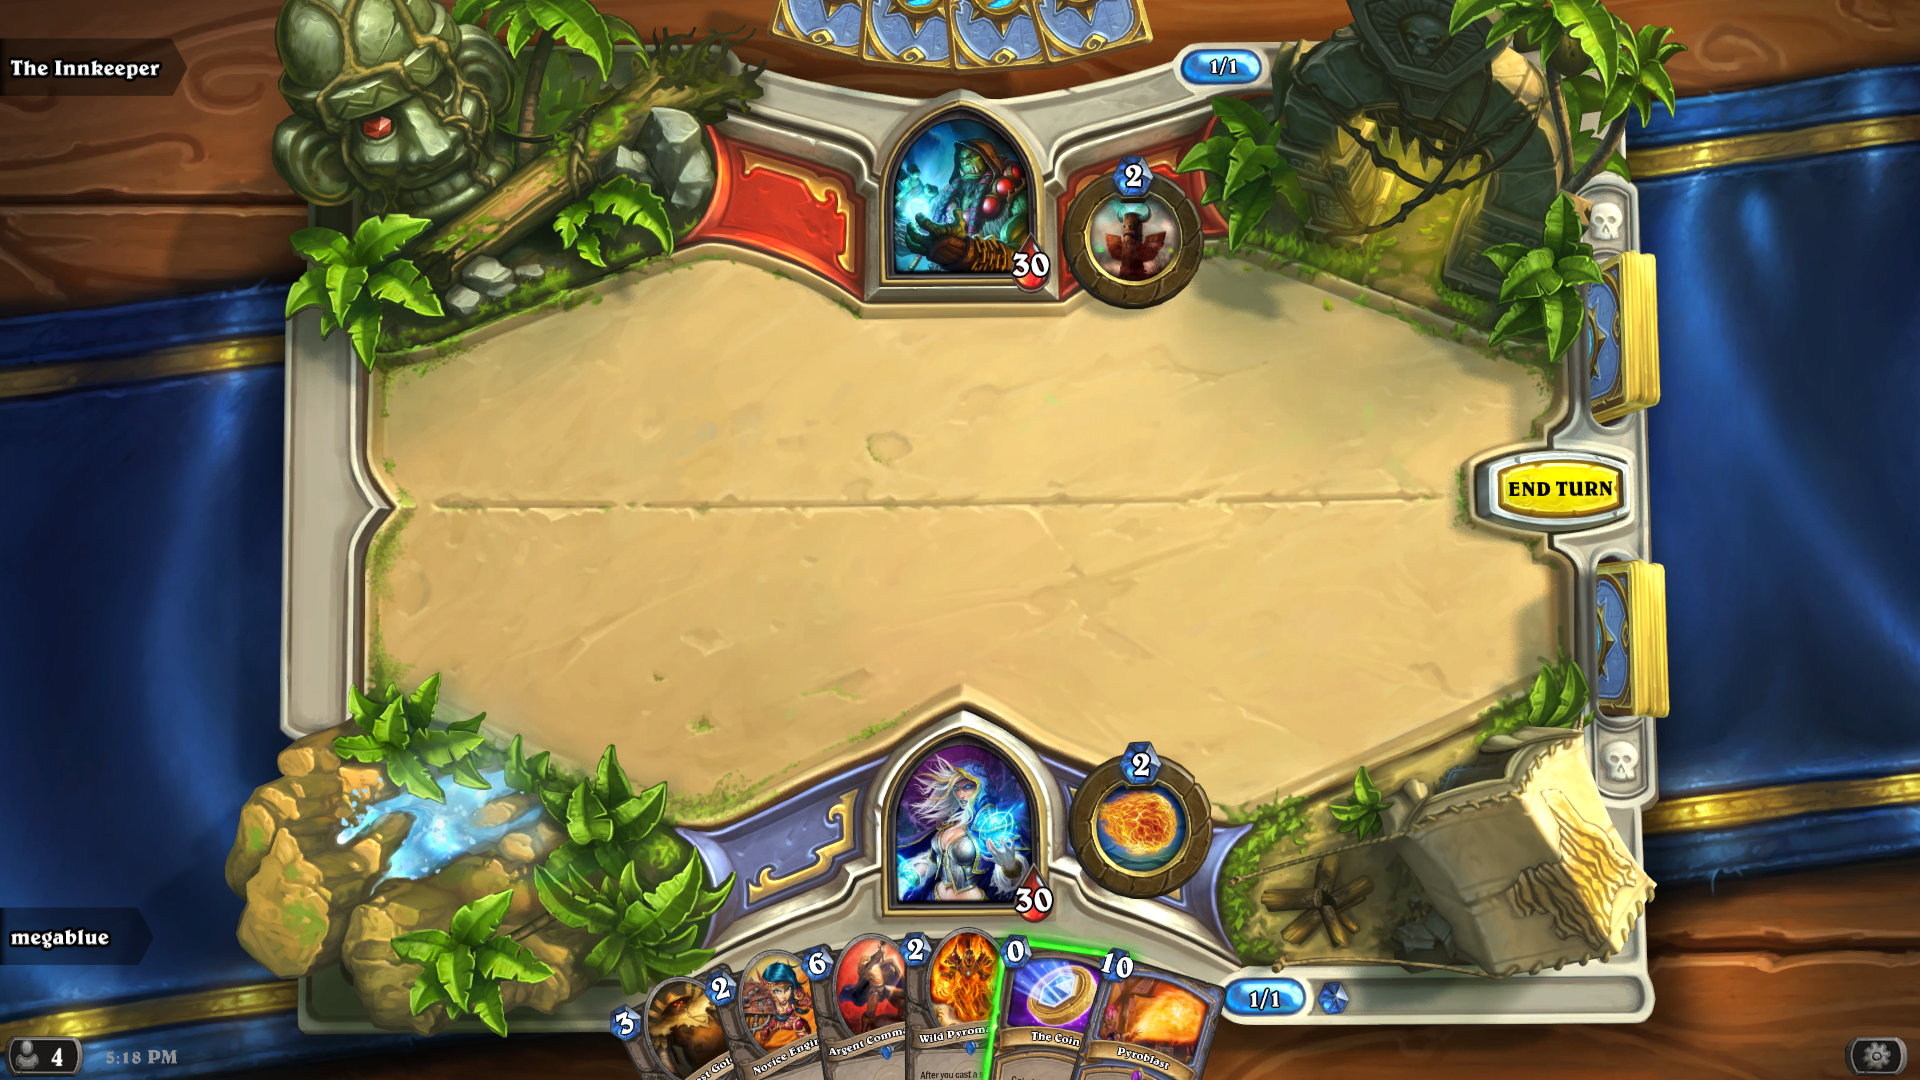 The Innkeeper
1/1
2
30
END TURN
2
30
megablue
3
2
6
2
0
10
Novice Engi
Argent Comm
Wild Pyrom
The Coin
Pyroblast
After you cast a s
1/1
4
5:18 PM